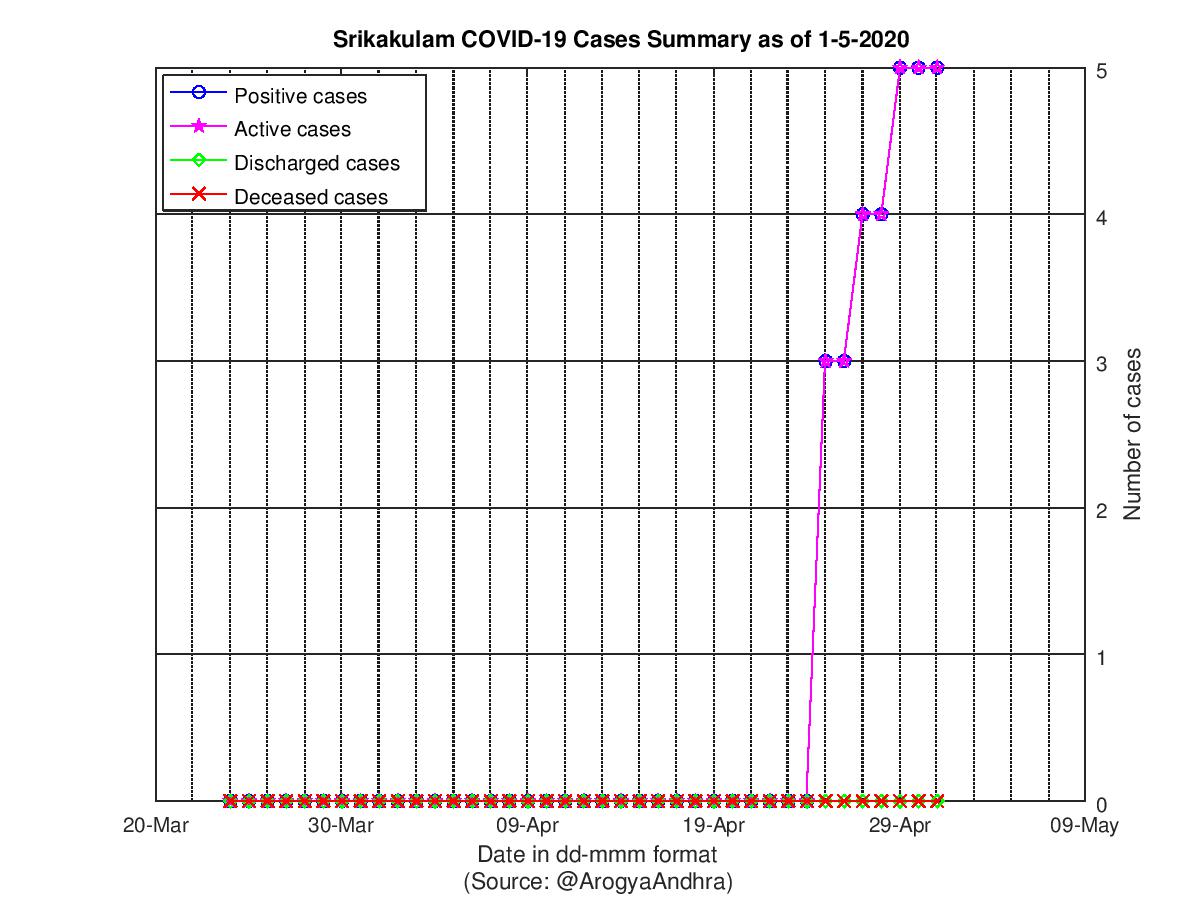 Srikakulam COVID-19 Cases Summary as of 1-5-2020
Positive cases
Active cases
Discharged cases
Deceased cases
5
4
3
2
1
0
Number of cases
20-Mar 30-Mar 09-Apr 19-Apr 29-Apr 09-May
Date in dd-mmm format
(Source: @ArogyaAndhra)